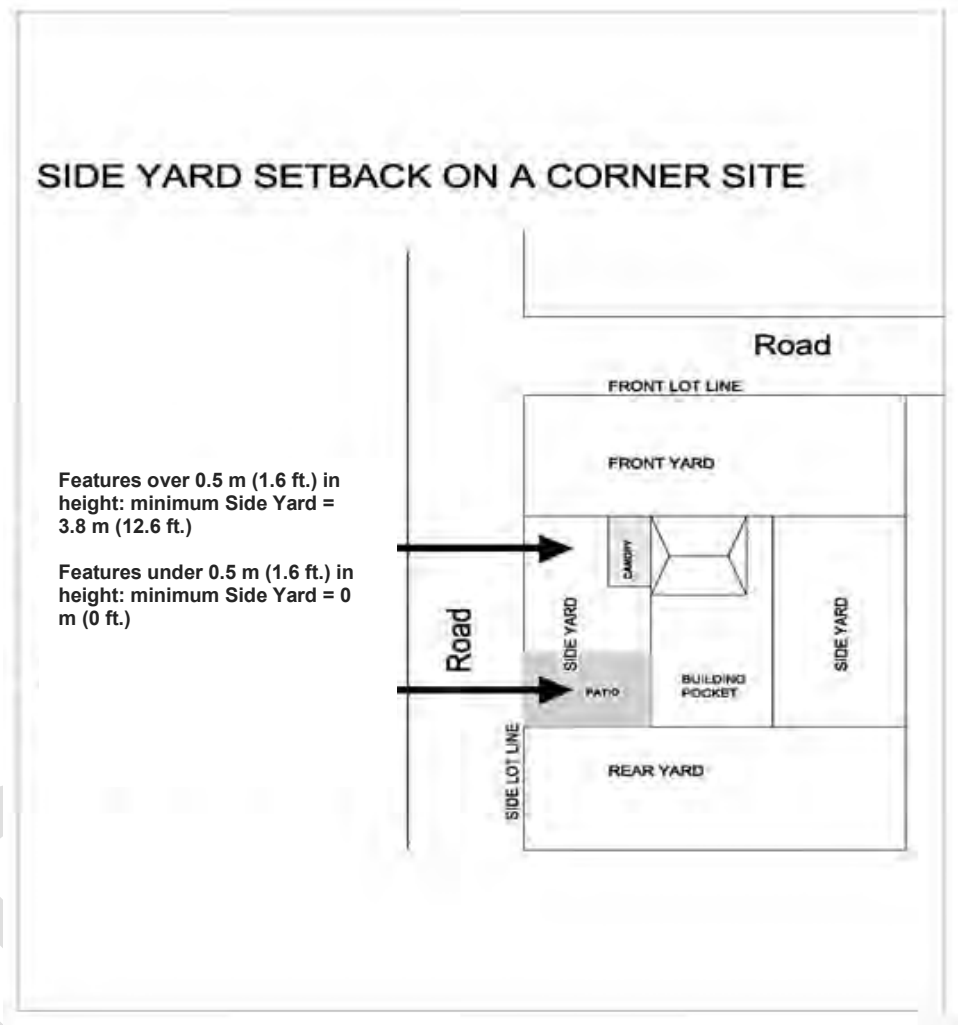 SIDE YARD SETBACK ON A CORNER SITE
Road
FRONT LOT LINE
FRONT YARD
Features over 0.5 m (1.6 ft.) in
height: minimum Side Yard =
3.8 m (12.6 ft.)
Features under 0.5 m (1.6 ft.) in
height: minimum Side Yard = 0
m (0 ft.)
CANOPY
Road
SIDE YARD
SIDE YARD
PATIO
BUILDING
POCKET
SIDE LOT LINE
REAR YARD